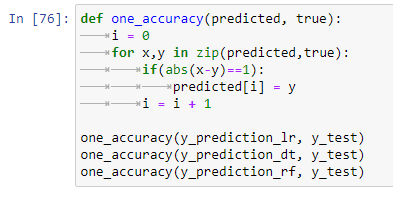 In [76]: def one_accuracy(predicted, true):
i = 0
for x,y in zip(predicted,true):
if(abs(x-y)==1):
predicted[i] = y
i = i + 1
one_accuracy(y_prediction_lr, y_test)
one_accuracy(y_prediction_dt, y_test)
one_accuracy(y_prediction_rf, y_test)